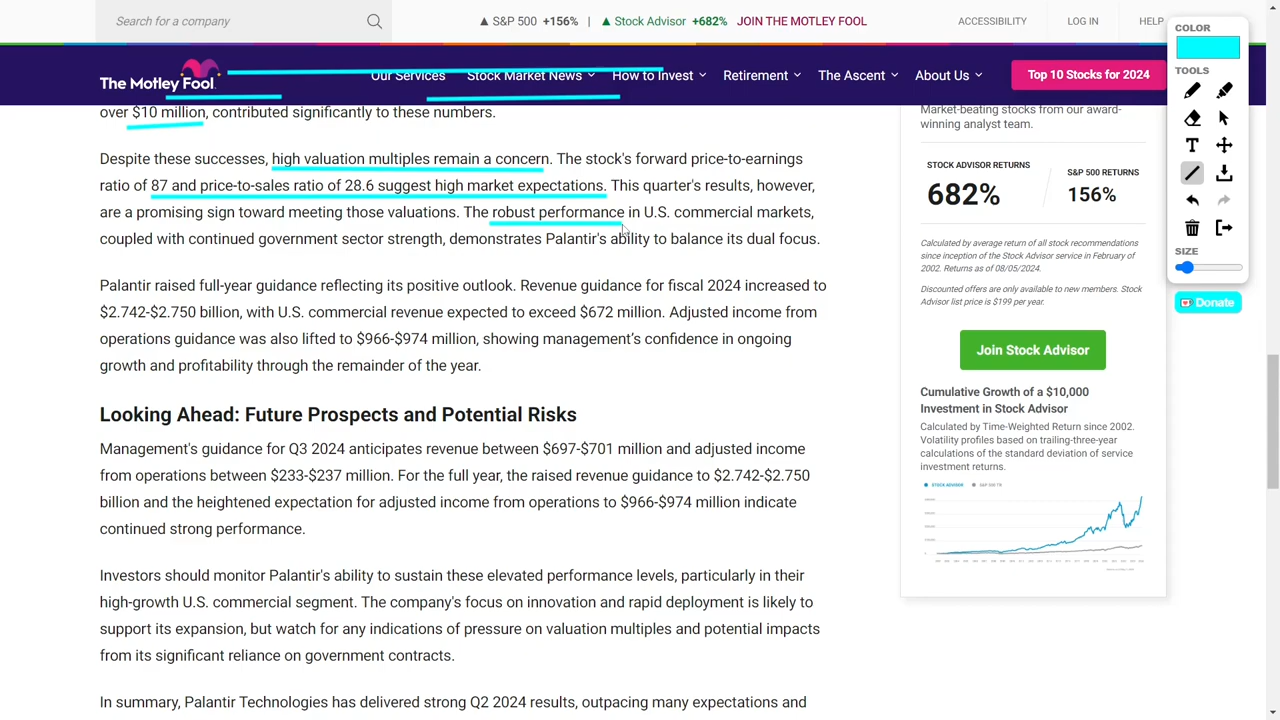 Search for a company
▲ S&P 500 +156% | ▲ Stock Advisor +682% JOIN THE MOTLEY FOOL
ACCESSIBILITY LOG IN HELP
The Motley Fool
Our Services Stock Market News How to Invest Retirement The Ascent About Us Top 10 Stocks for 2024
over $10 million, contributed significantly to these numbers.
Despite these successes, high valuation multiples remain a concern. The stock's forward price-to-earnings
ratio of 87 and price-to-sales ratio of 28.6 suggest high market expectations. This quarter's results, however,
are a promising sign toward meeting those valuations. The robust performance in U.S. commercial markets,
coupled with continued government sector strength, demonstrates Palantir's ability to balance its dual focus.
Palantir raised full-year guidance reflecting its positive outlook. Revenue guidance for fiscal 2024 increased to
$2.742-$2.750 billion, with U.S. commercial revenue expected to exceed $672 million. Adjusted income from
operations guidance was also lifted to $966-$974 million, showing management's confidence in ongoing
growth and profitability through the remainder of the year.
Looking Ahead: Future Prospects and Potential Risks
Management's guidance for Q3 2024 anticipates revenue between $697-$701 million and adjusted income
from operations between $233-$237 million. For the full year, the raised revenue guidance to $2.742-$2.750
billion and the heightened expectation for adjusted income from operations to $966-$974 million indicate
continued strong performance.
Investors should monitor Palantir's ability to sustain these elevated performance levels, particularly in their
high-growth U.S. commercial segment. The company's focus on innovation and rapid deployment is likely to
support its expansion, but watch for any indications of pressure on valuation multiples and potential impacts
from its significant reliance on government contracts.
In summary, Palantir Technologies has delivered strong Q2 2024 results, outpacing many expectations and
Market-beating stocks from our award-
winning analyst team.
STOCK ADVISOR RETURNS
682%
S&P 500 RETURNS
156%
Calculated by average return of all stock recommendations
since inception of the Stock Advisor service in February of
2002. Returns as of 08/05/2024.
Discounted offers are only available to new members. Stock
Advisor list price is $199 per year.
Join Stock Advisor
Cumulative Growth of a $10,000
Investment in Stock Advisor
Calculated by Time-Weighted Return since 2002.
Volatility profiles based on trailing-three-year
calculations of the standard deviation of service
investment returns.
STOCK ADVISOR S&P 500 TR
COLOR
TOOLS
T
SIZE
Donate